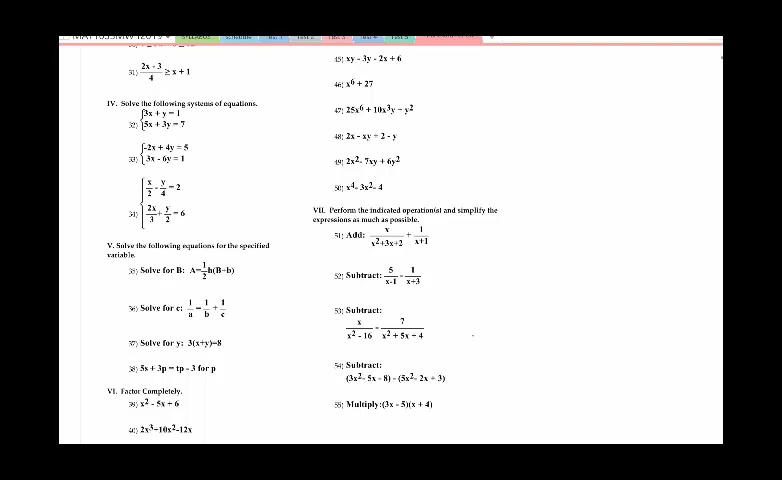 SYLLABUS
31) 2x - 3 / 4 ≥ x + 1
IV. Solve the following systems of equations.
32) {3x + y = 1
5x + 3y = 7
33) {-2x + 4y = 5
3x - 6y = 1
34) { x/2 - y/4 = 2
2x/3 + y/2 = 6
V. Solve the following equations for the specified
variable.
35) Solve for B: A=1/2h(B+b)
36) Solve for c: 1/a = 1/b + 1/c
37) Solve for y: 3(x+y)=8
38) 5s + 3p = tp - 3 for p
VI. Factor Completely.
39) x2 - 5x + 6
40) 2x3+10x2-12x
45) xy - 3y - 2x + 6
46) x6 + 27
47) 25x6 + 10x3y + y2
48) 2x - xy + 2 - y
49) 2x2- 7xy + 6y2
50) x4- 3x2- 4
VII. Perform the indicated operation(s) and simplify the
expressions as much as possible.
51) Add: x / x2+3x+2 + 1 / x+1
52) Subtract: 5 / x-1 - 1 / x+3
53) Subtract:
x / x2 - 16 - 7 / x2 + 5x + 4
54) Subtract:
(3x2- 5x - 8) - (5x2- 2x + 3)
55) Multiply:(3x - 5)(x + 4)